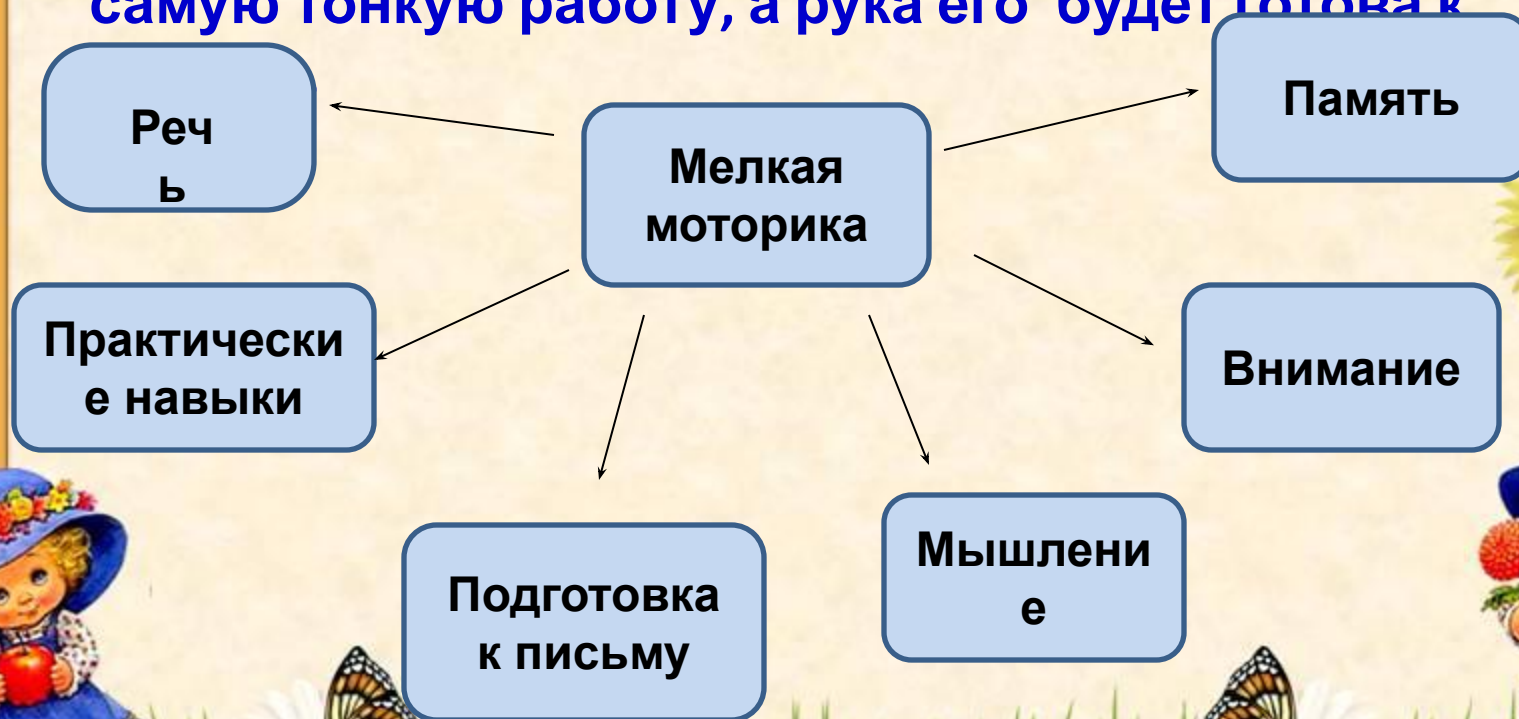 самую тонкую работу, а рука его будет готова к
Реч
ь
Мелкая
моторика
Память
Практически
е навыки
Внимание
Подготовка
к письму
Мышлени
е